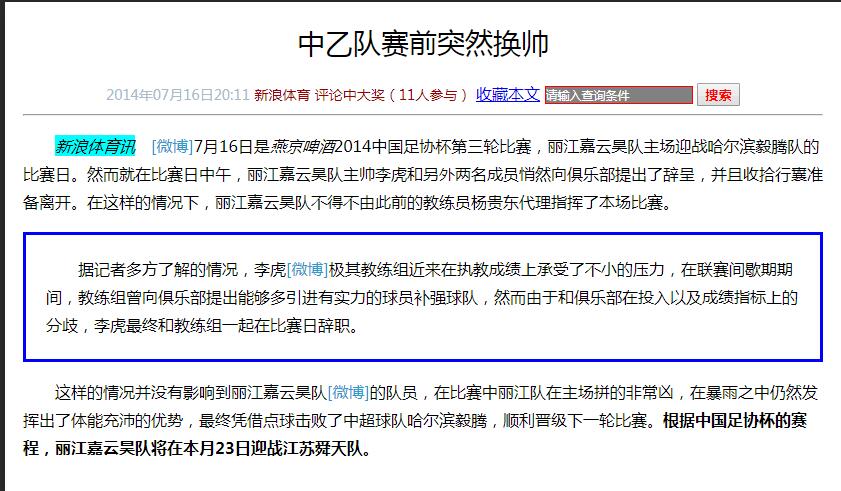 中乙队赛前突然换帅
2014年07月16日20:11 新浪体育 评论中大奖（11人参与） 收藏本文 请输入查询条件 搜索
新浪体育讯 [微博]7月16日是燕京啤酒2014中国足协杯第三轮比赛，丽江嘉云昊队主场迎战哈尔滨毅腾队的
比赛日。然而就在比赛日中午，丽江嘉云昊队主帅李虎和另外两名成员悄然向俱乐部提出了辞呈，并且收拾行囊准
备离开。在这样的情况下，丽江嘉云昊队不得不由此前的教练员杨贵东代理指挥了本场比赛。
据记者多方了解的情况，李虎[微博]极其教练组近来在执教成绩上承受了不小的压力，在联赛间歇期期
间，教练组曾向俱乐部提出能够多引进有实力的球员补强球队，然而由于和俱乐部在投入以及成绩指标上的
分歧，李虎最终和教练组一起在比赛日辞职。
这样的情况并没有影响到丽江嘉云昊队[微博]的队员，在比赛中丽江队在主场拼的非常凶，在暴雨之中仍然发
挥出了体能充沛的优势，最终凭借点球击败了中超球队哈尔滨毅腾，顺利晋级下一轮比赛。根据中国足协杯的赛
程，丽江嘉云昊队将在本月23日迎战江苏舜天队。